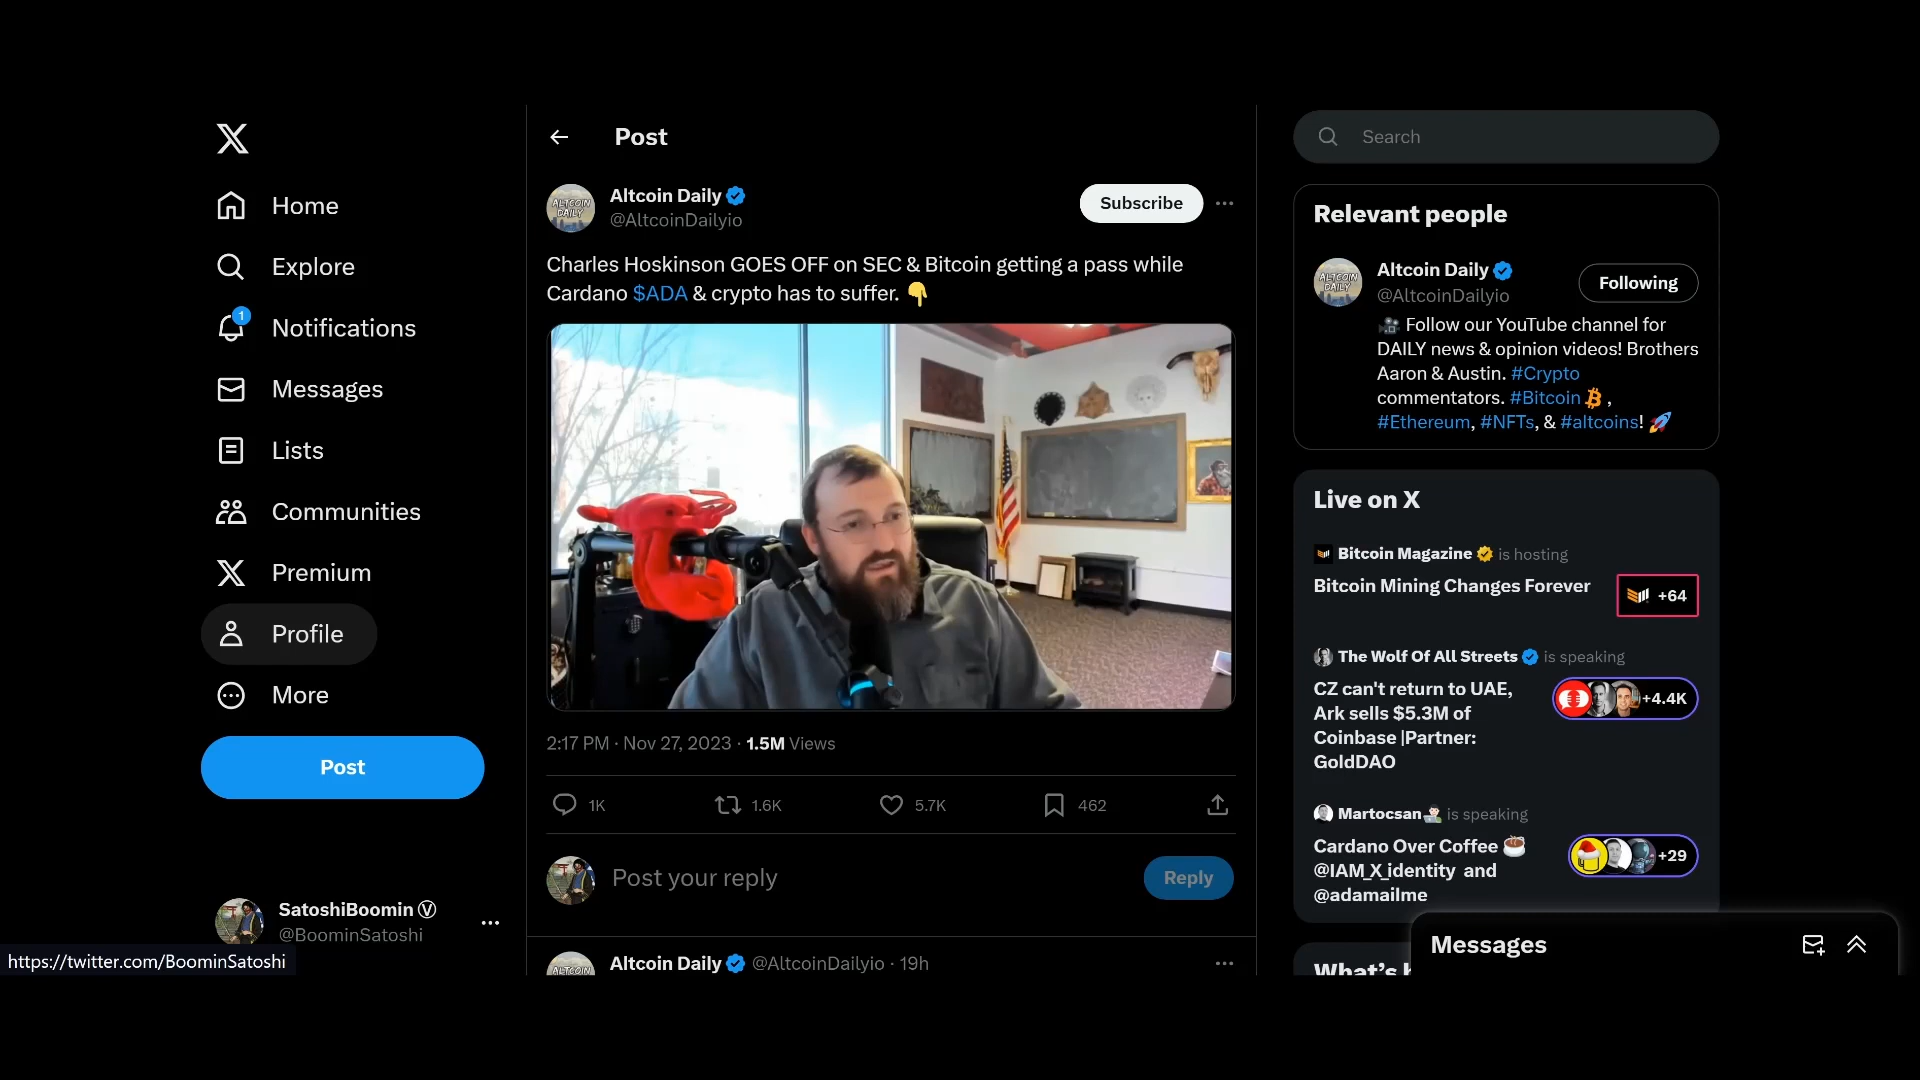 Home
Explore
1
Notifications
Messages
Lists
Communities
Premium
Profile
More
Post
SatoshiBoomin Ⓥ
@BoominSatoshi
https://twitter.com/BoominSatoshi
Post
ALTCOIN
DAILY
Altcoin Daily
@AltcoinDailyio
Subscribe
Charles Hoskinson GOES OFF on SEC & Bitcoin getting a pass while
Cardano $ADA & crypto has to suffer. 👇
2:17 PM · Nov 27, 2023 · 1.5M Views
1K
1.6K
5.7K
462
Post your reply
Reply
ALTCOIN
Altcoin Daily @AltcoinDailyio · 19h
Search
Relevant people
ALTCOIN
DAILY
Altcoin Daily
@AltcoinDailyio
Following
🎥 Follow our YouTube channel for
DAILY news & opinion videos! Brothers
Aaron & Austin. #Crypto
commentators. #Bitcoin ,
#Ethereum, #NFTs, & #altcoins! 🚀
Live on X
Bitcoin Magazine is hosting
Bitcoin Mining Changes Forever
+64
The Wolf Of All Streets is speaking
CZ can't return to UAE,
Ark sells $5.3M of
Coinbase |Partner:
GoldDAO
+4.4K
Martocsan👨🏻‍💻 is speaking
Cardano Over Coffee ☕
@IAM_X_identity and
@adamailme
+29
Messages